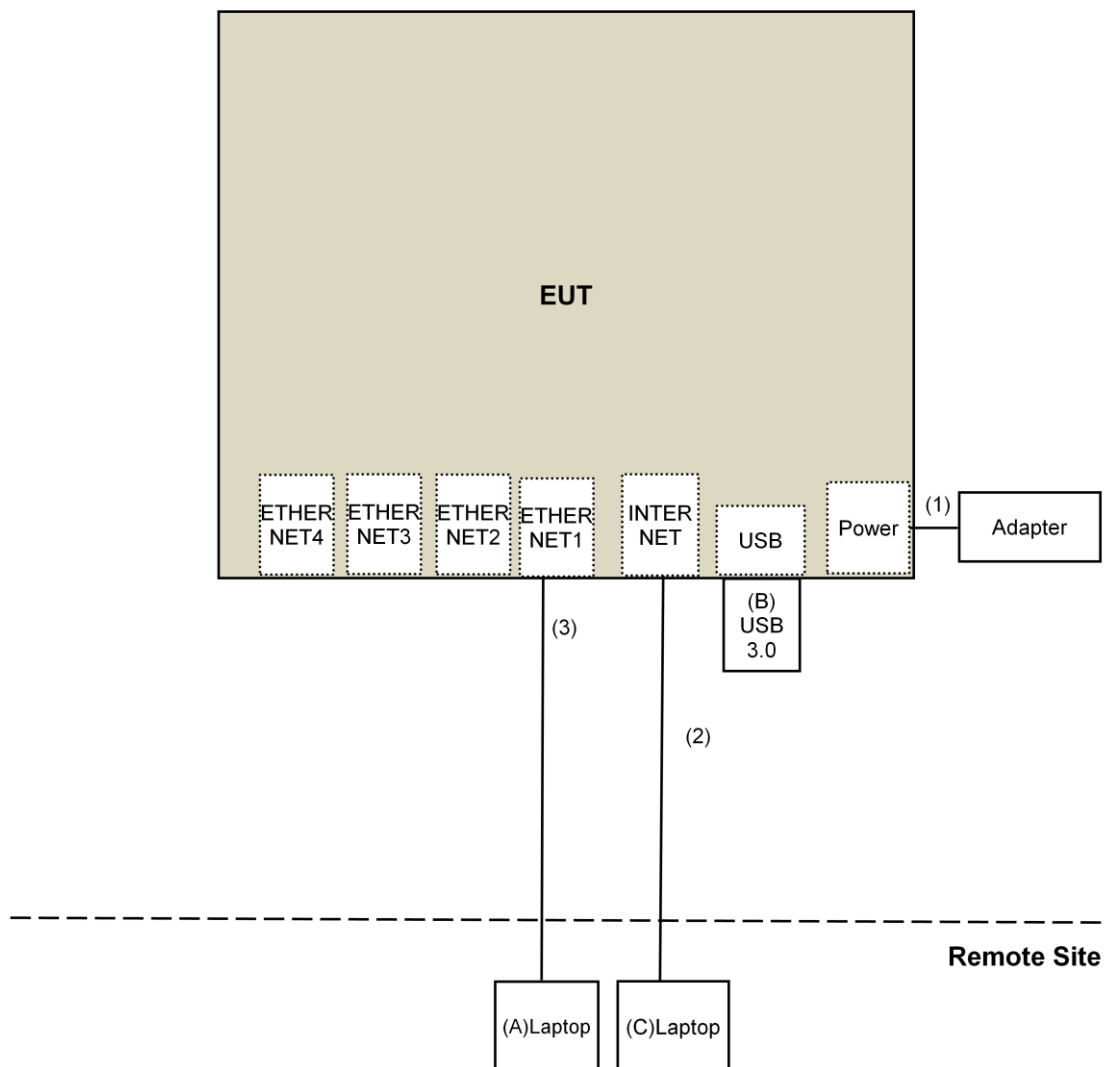 EUT
ETHER
NET4
ETHER
NET3
ETHER
NET2
ETHER
NET1
INTER
NET
USB
Power
(1)
Adapter
(B)
USB
3.0
(3)
(2)
Remote Site
(A)Laptop
(C)Laptop